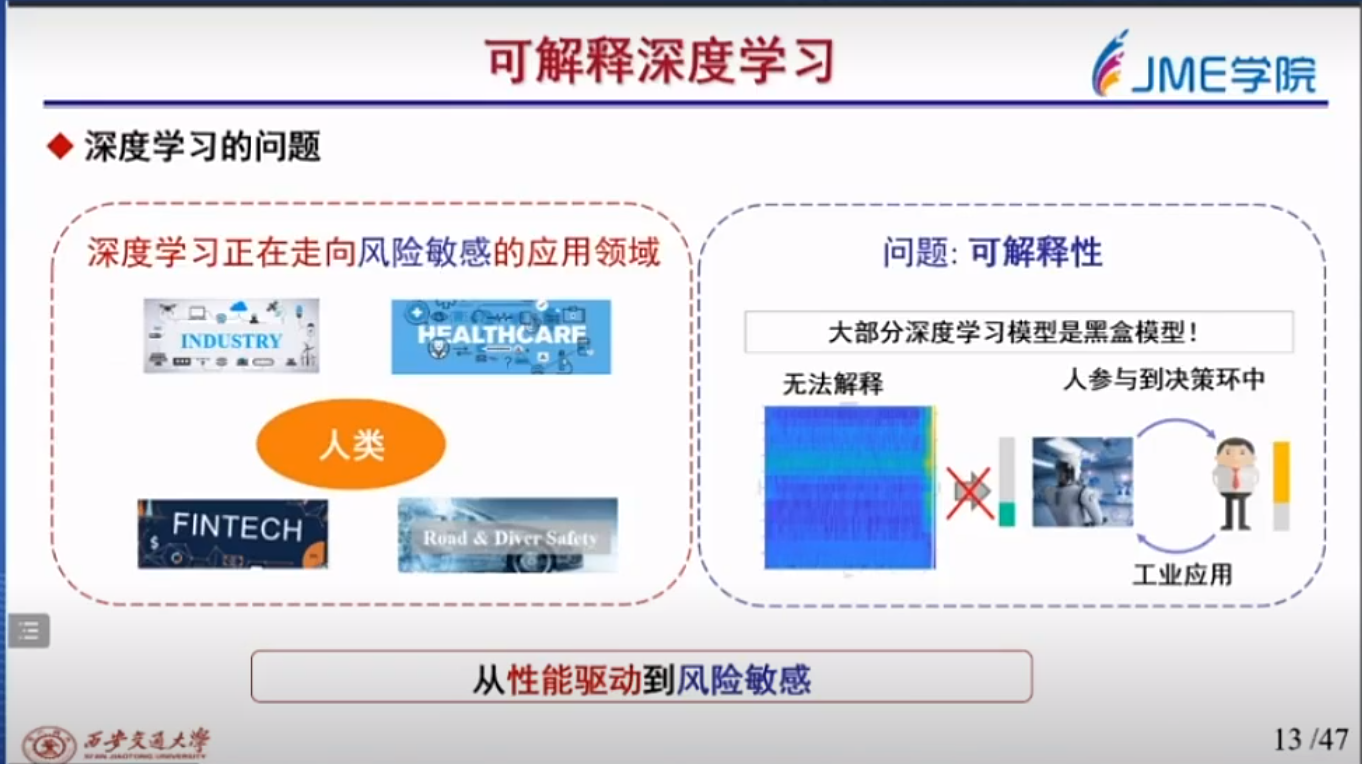 可解释深度学习
JME学院
深度学习的问题
深度学习正在走向风险敏感的应用领域
INDUSTRY
HEALTHCARE
人类
FINTECH
$
Road & Diver Safety
问题: 可解释性
大部分深度学习模型是黑盒模型!
无法解释
人参与到决策环中
工业应用
从性能驱动到风险敏感
西安交通大学
XI'AN JIAOTONG UNIVERSITY
13 /47